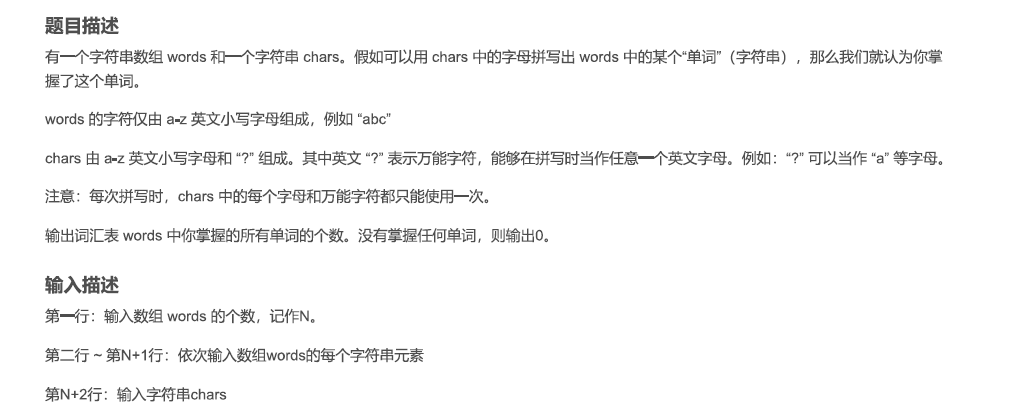 题目描述
有一个字符串数组 words 和一个字符串 chars。假如可以用 chars 中的字母拼写出 words 中的某个“单词”（字符串），那么我们就认为你掌
握了这个单词。
words 的字符仅由 a-z 英文小写字母组成，例如 “abc”
chars 由 a-z 英文小写字母和 “?” 组成。其中英文 “?” 表示万能字符，能够在拼写时当作任意一个英文字母。例如：“?” 可以当作 “a” 等字母。
注意：每次拼写时，chars 中的每个字母和万能字符都只能使用一次。
输出词汇表 words 中你掌握的所有单词的个数。没有掌握任何单词，则输出0。
输入描述
第一行：输入数组 words 的个数，记作N。
第二行 ~ 第N+1行：依次输入数组words的每个字符串元素
第N+2行：输入字符串chars